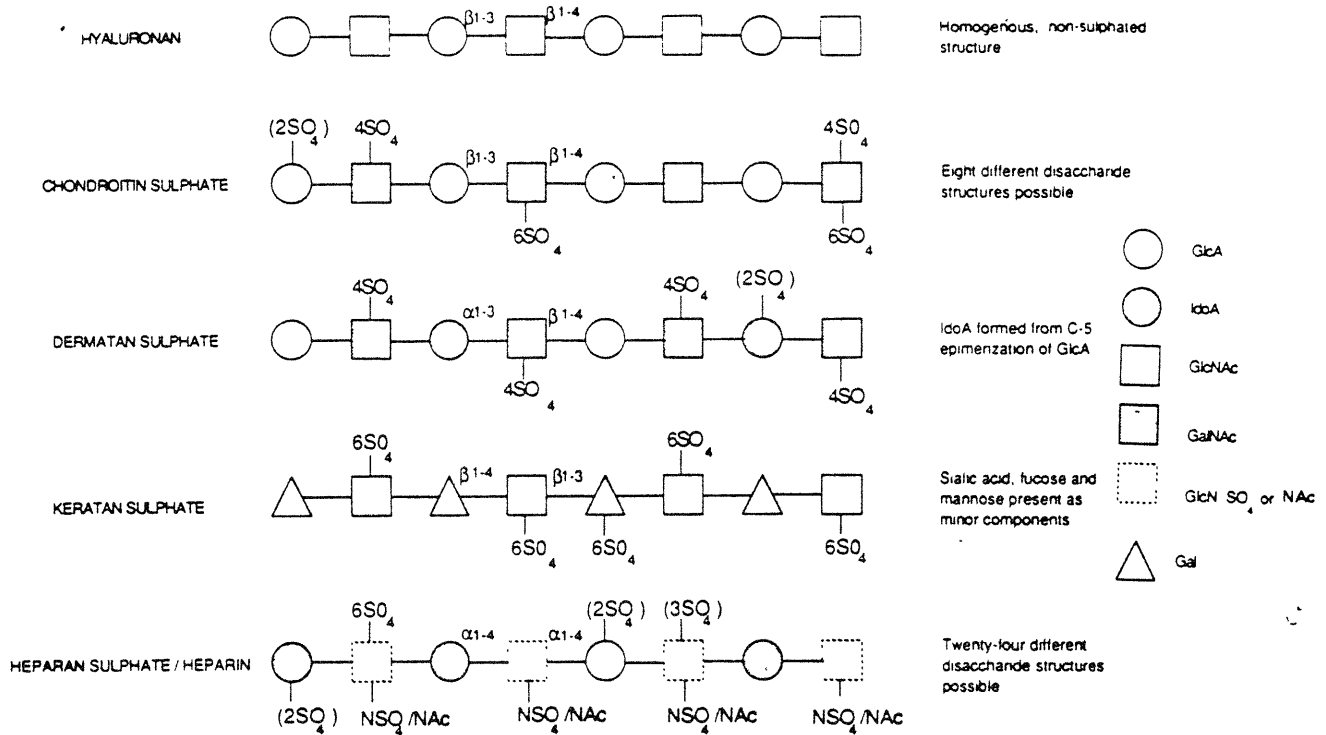 β1-3 β1-4
HYALURONAN
Homogenious, non-sulphated
structure
(2SO4) 4SO4 4SO4
β1-3 β1-4
CHONDROITIN SULPHATE
Eight different disaccharide
structures possible
6SO4 6SO4
4SO4 4SO4 (2SO4)
α1-3 β1-4
DERMATAN SULPHATE
IdoA formed from C-5
epimerization of GlcA
4SO4 4SO4
6SO4 6SO4
β1-4 β1-3
KERATAN SULPHATE
Sialic acid, fucose and
mannose present as
minor components
6SO4 6SO4 6SO4
6SO4 (2SO4) (3SO4)
α1-4 α1-4
HEPARAN SULPHATE / HEPARIN
Twenty-four different
disaccharide structures
possible
(2SO4) NSO4/NAc NSO4/NAc NSO4/NAc NSO4/NAc
GlcA
IdoA
GlcNAc
GalNAc
GlcN SO4 or NAc
Gal